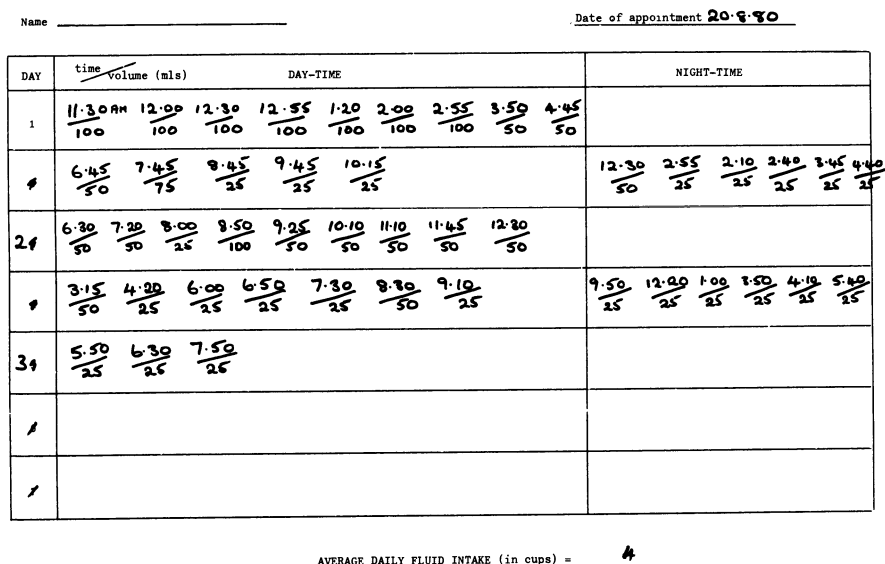 Name
Date of appointment 20.8.80
DAY time/volume (mls) DAY-TIME NIGHT-TIME
1 11.30AM/100 12.00/100 12.30/100 12.55/100 1.20/100 2.00/100 2.55/100 3.50/50 4.45/50
6.45/50 7.45/75 8.45/25 9.45/25 10.15/25 12.30/50 2.55/25 2.10/25 2.40/25 3.45/25 4.40/25
2 6.30/50 7.20/50 8.00/25 8.50/100 9.25/50 10.10/50 11.10/50 11.45/50 12.30/50
3.15/50 4.20/25 6.00/25 6.50/25 7.30/25 8.30/50 9.10/25 9.50/25 12.20/25 1.00/25 3.50/25 4.10/25 5.40/25
3 5.50/25 6.30/25 7.50/25
AVERAGE DAILY FLUID INTAKE (in cups) = 4